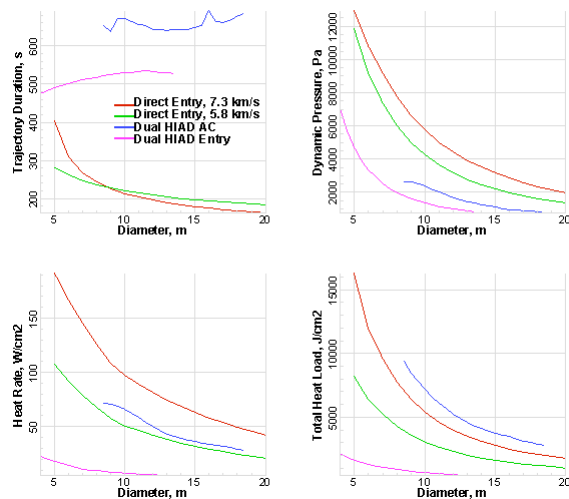 Trajectory Duration, s
600
500
400
300
200
Direct Entry, 7.3 km/s
Direct Entry, 5.8 km/s
Dual HIAD AC
Dual HIAD Entry
5 10 15 20
Diameter, m
Dynamic Pressure, Pa
12000
10000
8000
6000
4000
2000
5 10 15 20
Diameter, m
Heat Rate, W/cm2
150
100
50
5 10 15 20
Diameter, m
Total Heat Load, J/cm2
15000
10000
5000
5 10 15 20
Diameter, m